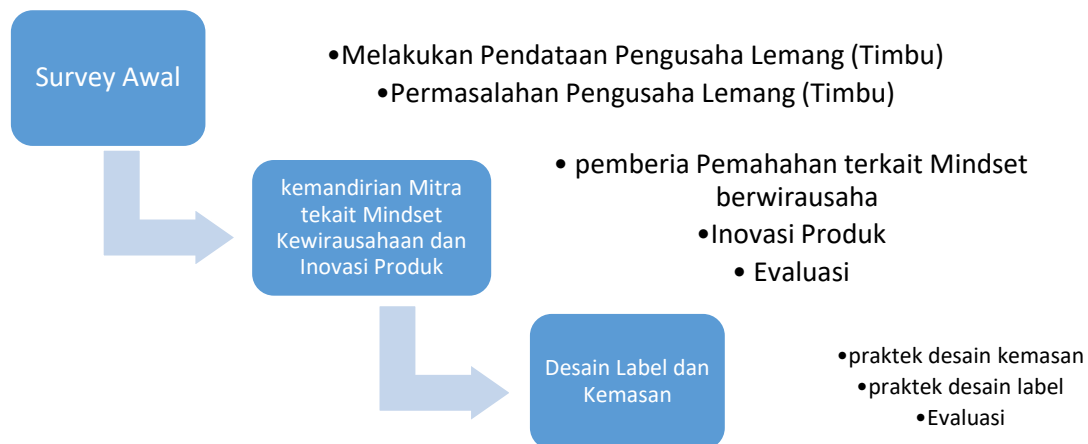 Survey Awal
•Melakukan Pendataan Pengusaha Lemang (Timbu)
•Permasalahan Pengusaha Lemang (Timbu)
kemandirian Mitra
tekait Mindset
Kewirausahaan dan
Inovasi Produk
• pemberia Pemahahan terkait Mindset
berwirausaha
•Inovasi Produk
• Evaluasi
Desain Label dan
Kemasan
•praktek desain kemasan
•praktek desain label
•Evaluasi